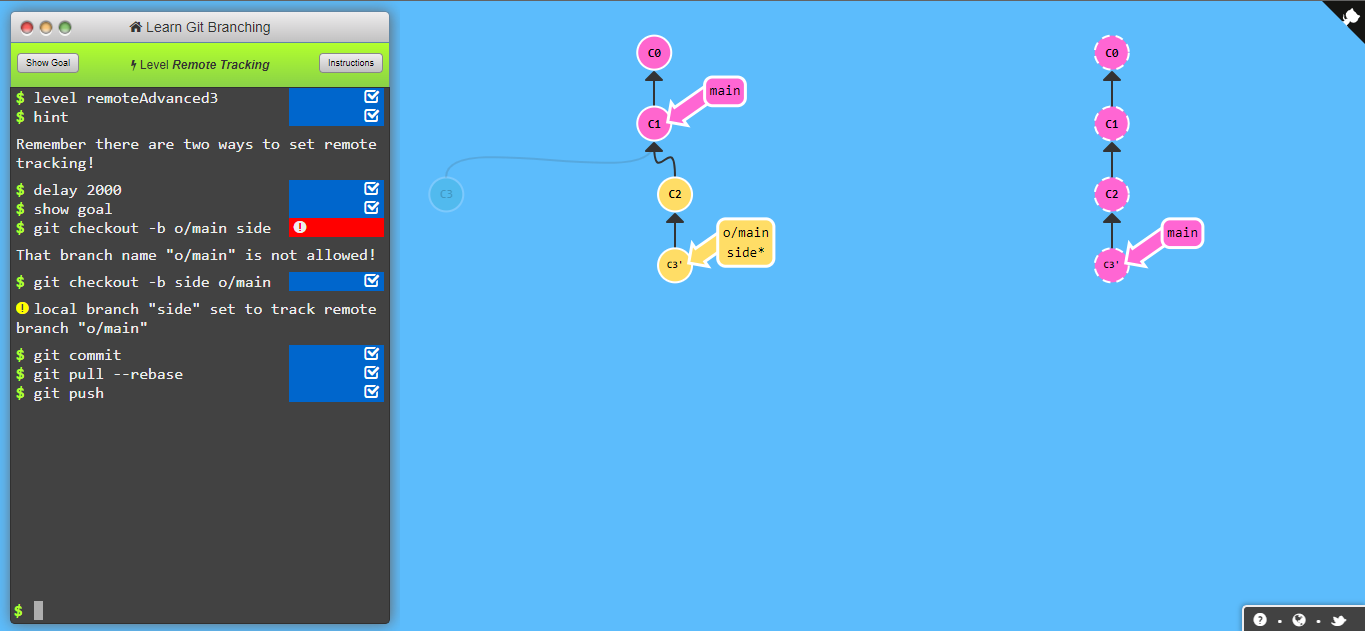 Learn Git Branching
Show Goal
Level Remote Tracking
Instructions
$ level remoteAdvanced3
$ hint
Remember there are two ways to set remote
tracking!
$ delay 2000
$ show goal
$ git checkout -b o/main side
That branch name "o/main" is not allowed!
$ git checkout -b side o/main
local branch "side" set to track remote
branch "o/main"
$ git commit
$ git pull --rebase
$ git push
$
C0
main
C1
C3
C2
o/main
side*
C3'
C0
C1
C2
main
C3'